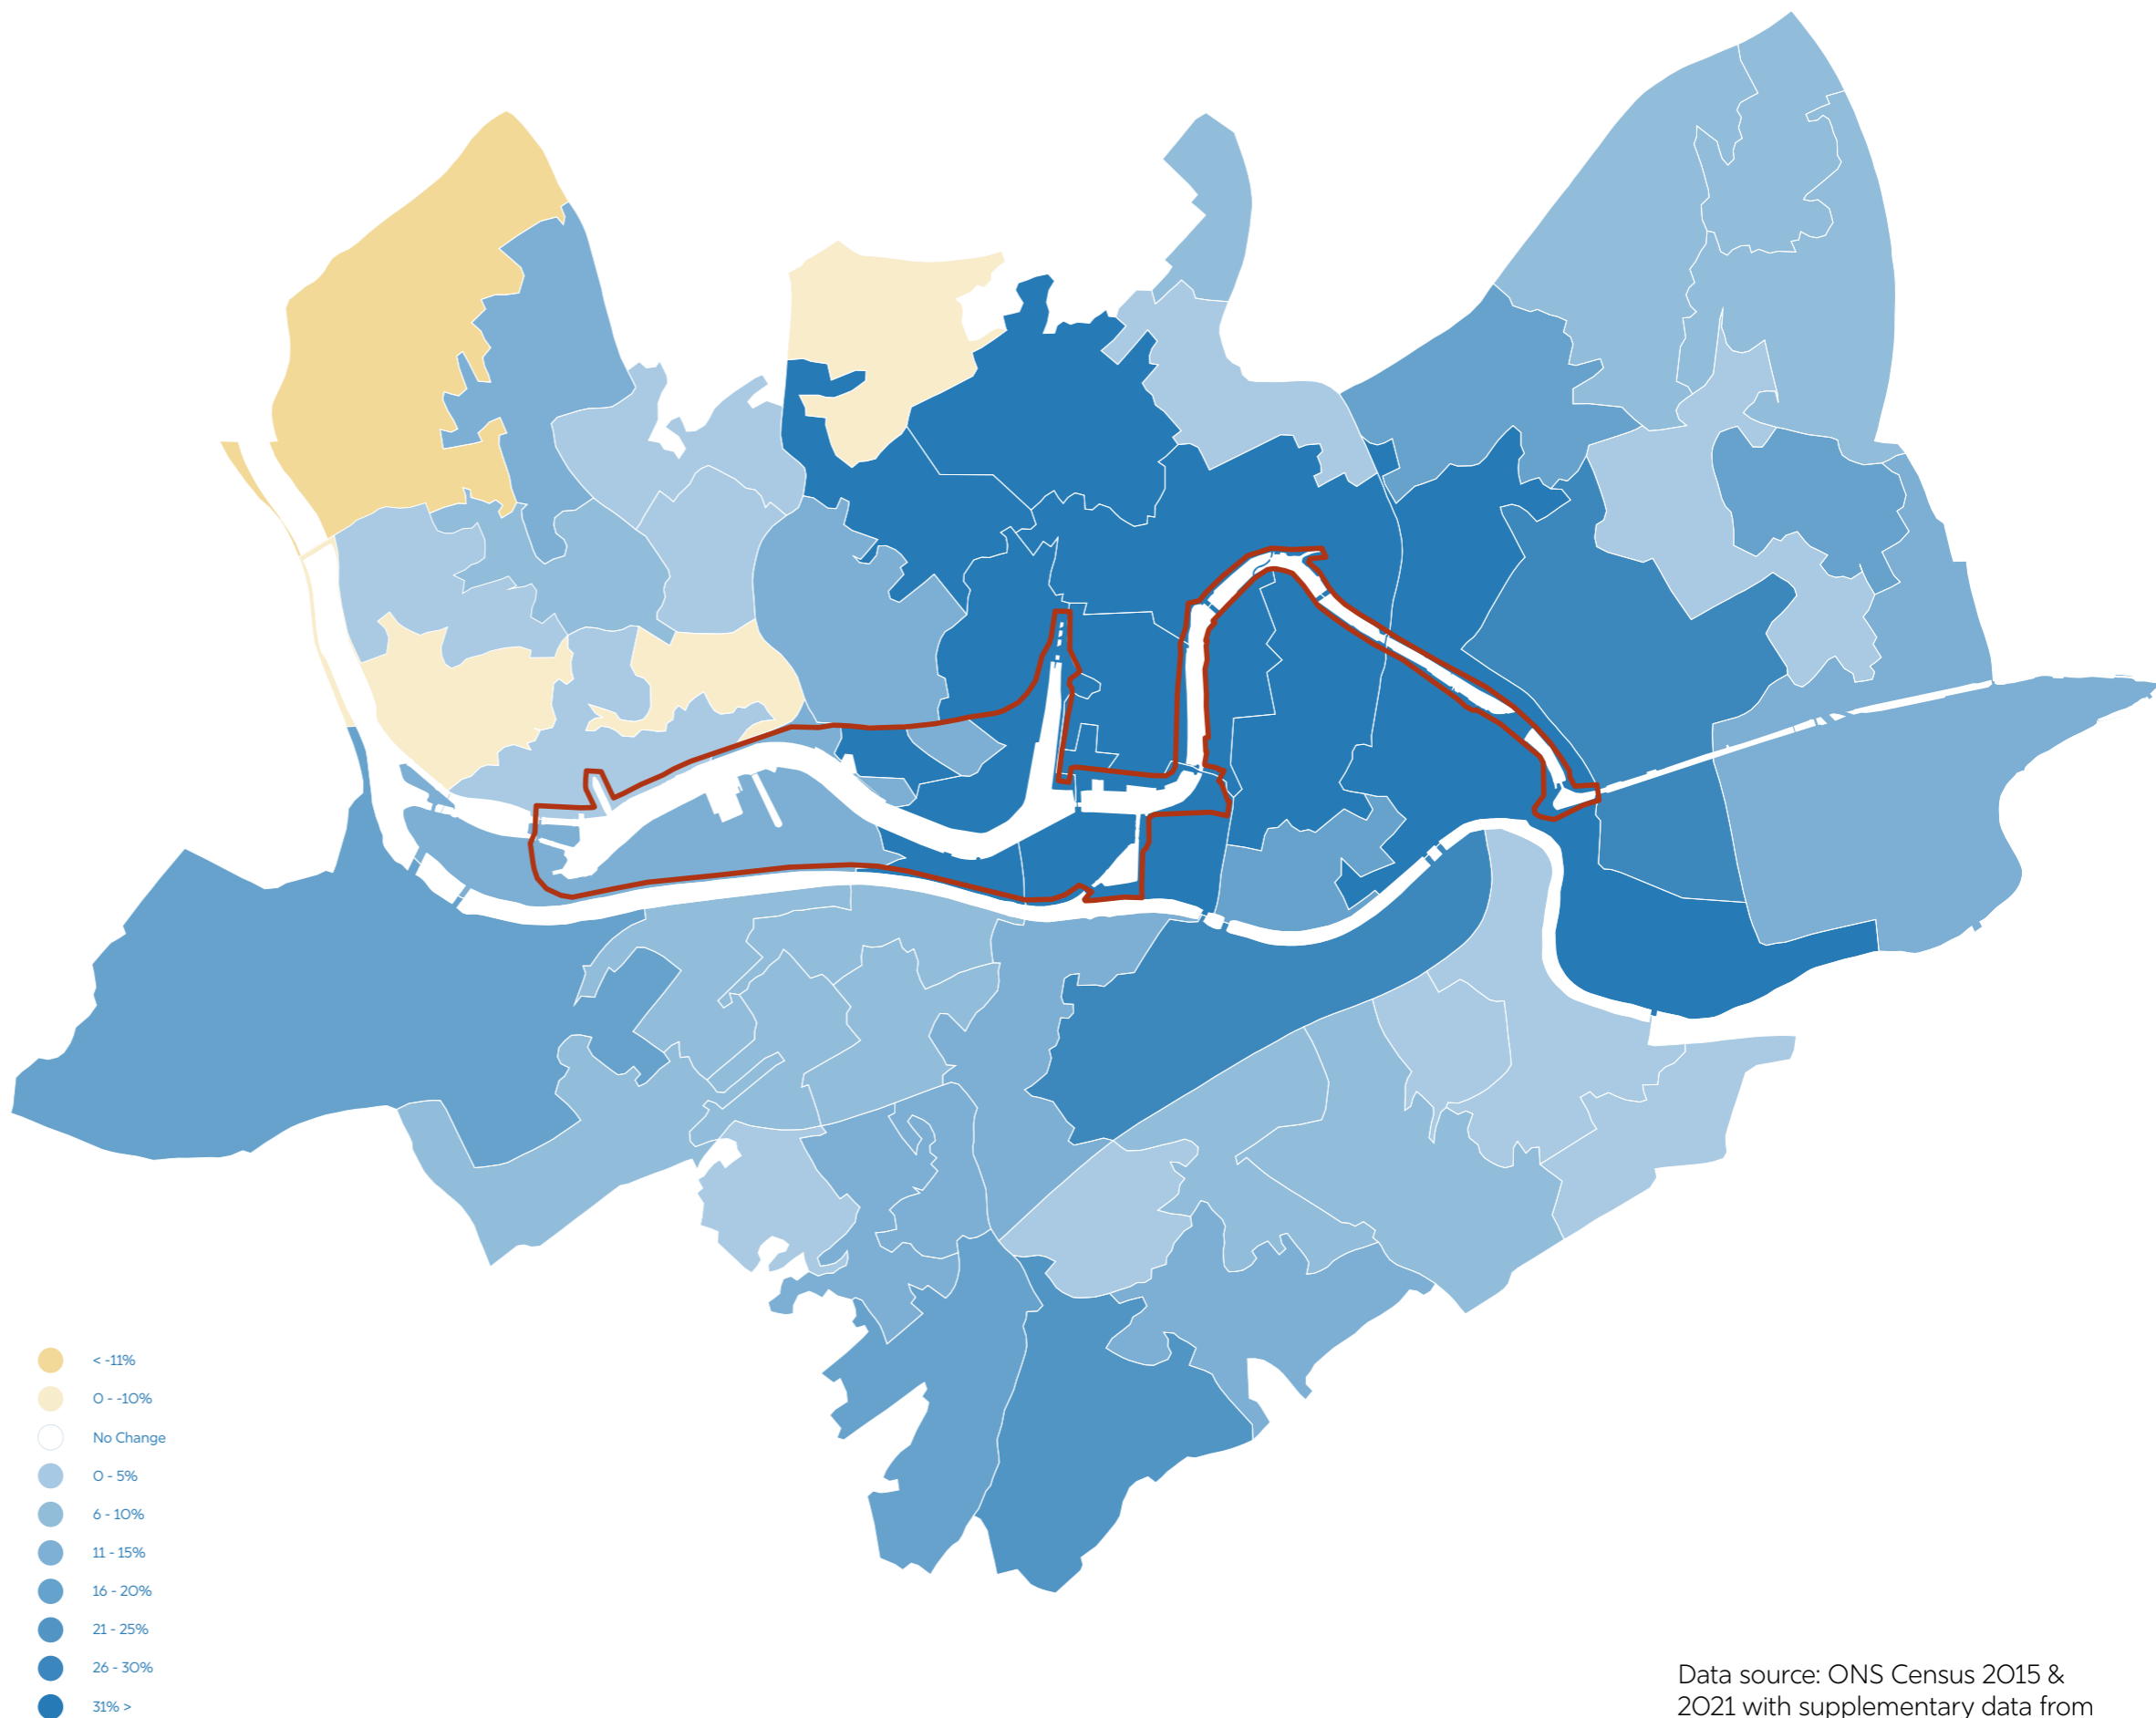 < -11%
0 - -10%
No Change
0 - 5%
6 - 10%
11 - 15%
16 - 20%
21 - 25%
26 - 30%
31% >
Data source: ONS Census 2015 &
2021 with supplementary data from